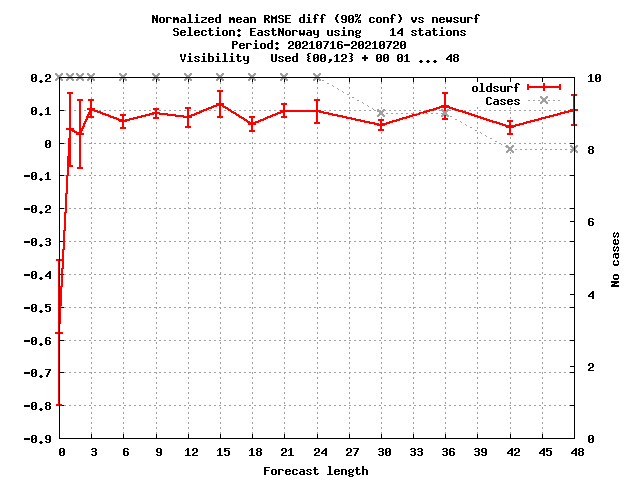 Normalized mean RMSE diff (90% conf) vs newsurf
Selection: EastNorway using    14 stations
Period: 20210716-20210720
Visibility   Used {00,12} + 00 01 ... 48
oldsurf
Cases
0.2
0.1
0
-0.1
-0.2
-0.3
-0.4
-0.5
-0.6
-0.7
-0.8
-0.9
10
8
6
4
2
0
No cases
0 3 6 9 12 15 18 21 24 27 30 33 36 39 42 45 48
Forecast length